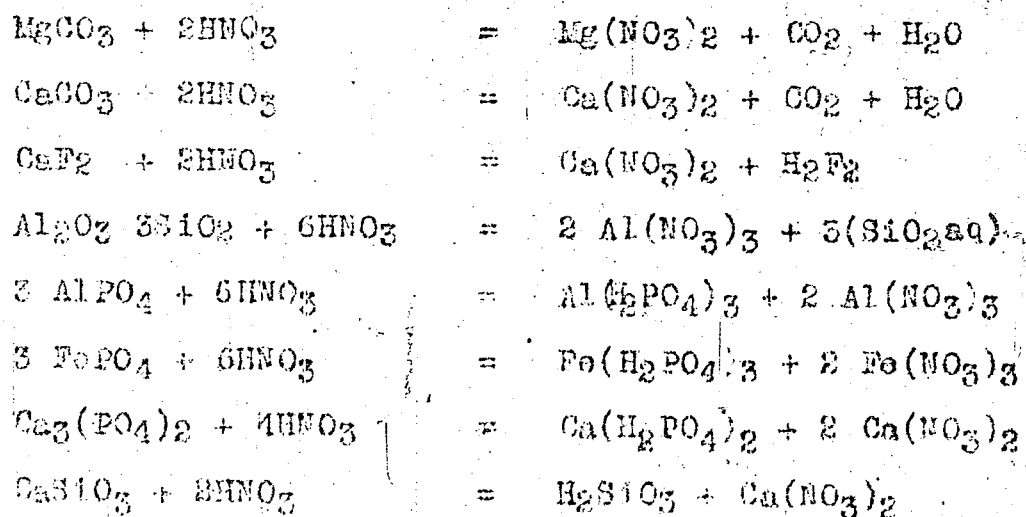 MgCO3 + 2HNO3 = Mg(NO3)2 + CO2 + H2O
CaCO3 + 2HNO3 = Ca(NO3)2 + CO2 + H2O
CaF2 + 2HNO3 = Ca(NO3)2 + H2F2
Al2O3 3SiO2 + 6HNO3 = 2 Al(NO3)3 + 3(SiO2aq)
3 AlPO4 + 6HNO3 = Al(H2PO4)3 + 2 Al(NO3)3
3 FePO4 + 6HNO3 = Fe(H2PO4)3 + 2 Fe(NO3)3
Ca3(PO4)2 + 4HNO3 = Ca(H2PO4)2 + 2 Ca(NO3)2
CaSiO3 + 2HNO3 = H2SiO3 + Ca(NO3)2